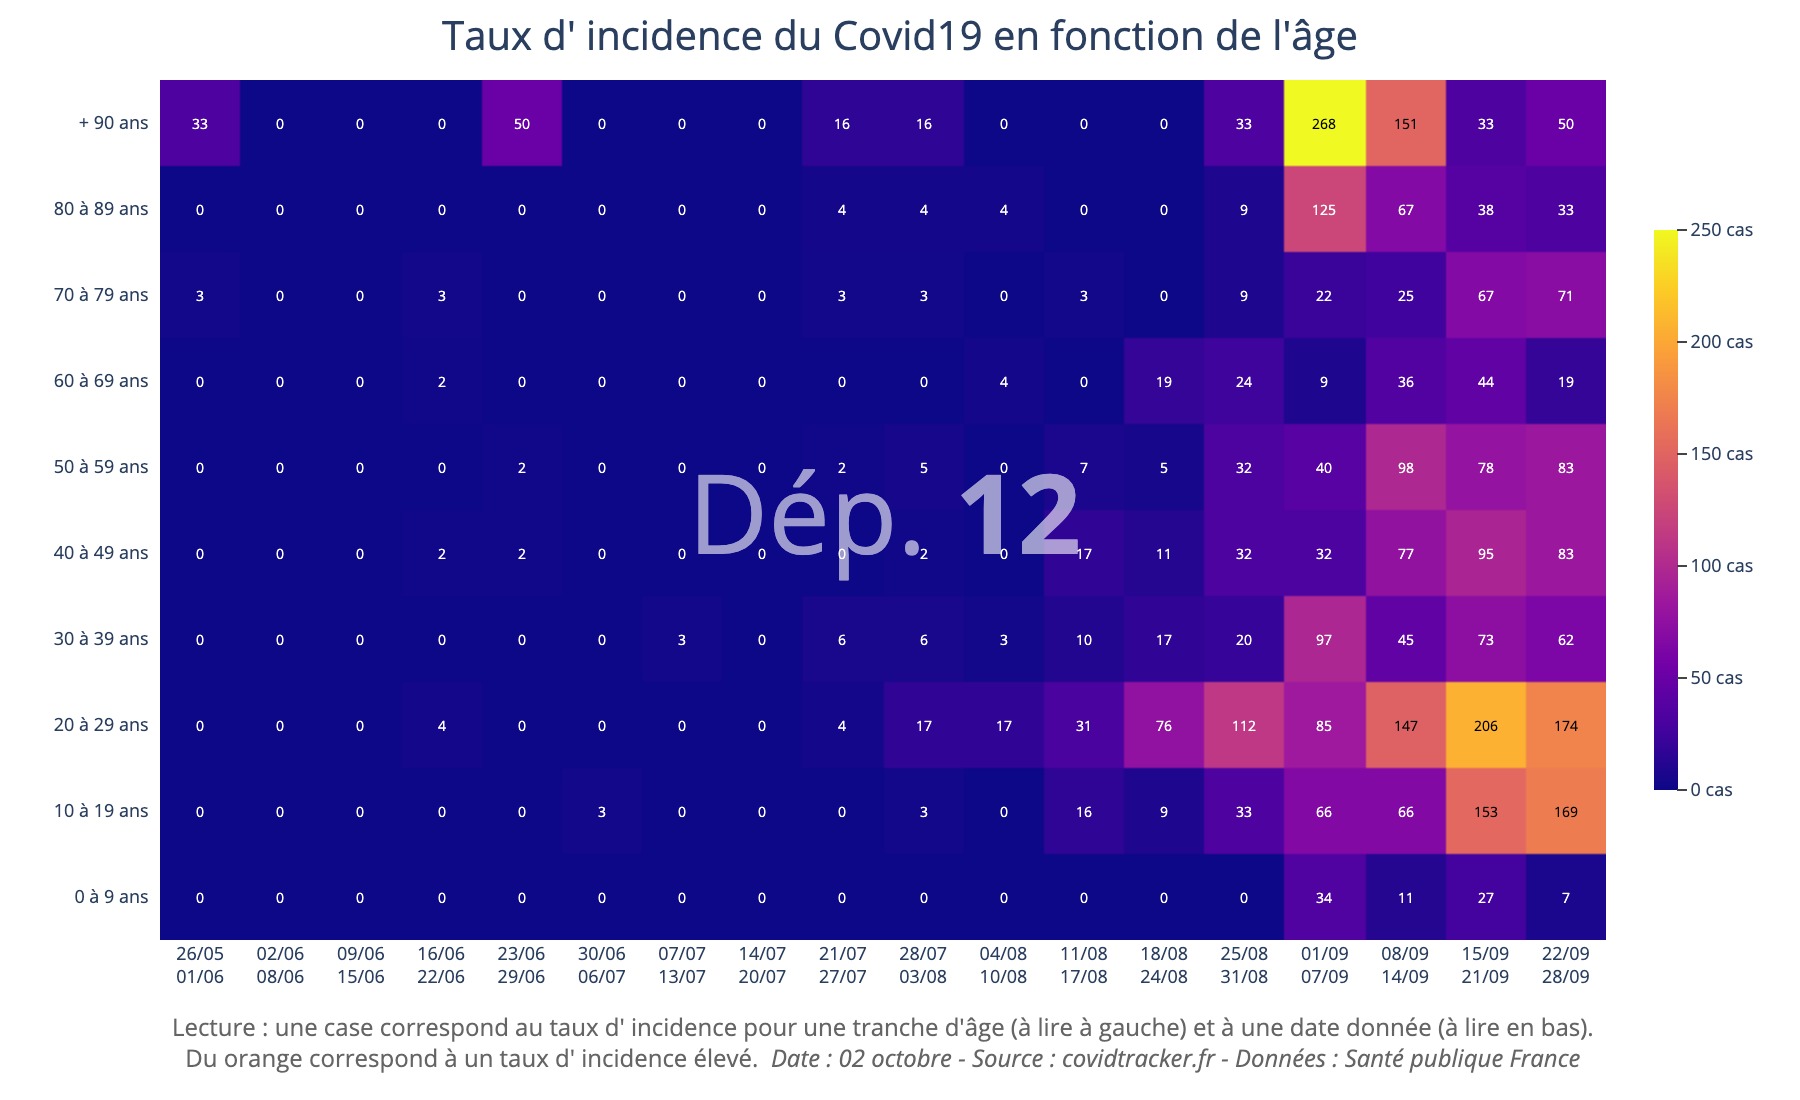 Taux d' incidence du Covid19 en fonction de l'âge
+ 90 ans 33 0 0 0 50 0 0 0 16 16 0 0 0 33 268 151 33 50
80 à 89 ans 0 0 0 0 0 0 0 0 4 4 4 0 0 9 125 67 38 33
250 cas
70 à 79 ans 3 0 0 3 0 0 0 0 3 3 0 3 0 9 22 25 67 71
200 cas
60 à 69 ans 0 0 0 2 0 0 0 0 0 0 4 0 19 24 9 36 44 19
150 cas
50 à 59 ans 0 0 0 0 2 0 0 0 2 5 0 7 5 32 40 98 78 83
Dép. 12
40 à 49 ans 0 0 0 2 2 0 0 0 0 2 0 17 11 32 32 77 95 83
100 cas
30 à 39 ans 0 0 0 0 0 0 3 0 6 6 3 10 17 20 97 45 73 62
50 cas
20 à 29 ans 0 0 0 4 0 0 0 0 4 17 17 31 76 112 85 147 206 174
0 cas
10 à 19 ans 0 0 0 0 0 3 0 0 0 3 0 16 9 33 66 66 153 169
0 à 9 ans 0 0 0 0 0 0 0 0 0 0 0 0 0 0 34 11 27 7
26/05 02/06 09/06 16/06 23/06 30/06 07/07 14/07 21/07 28/07 04/08 11/08 18/08 25/08 01/09 08/09 15/09 22/09
01/06 08/06 15/06 22/06 29/06 06/07 13/07 20/07 27/07 03/08 10/08 17/08 24/08 31/08 07/09 14/09 21/09 28/09
Lecture : une case correspond au taux d' incidence pour une tranche d'âge (à lire à gauche) et à une date donnée (à lire en bas).
Du orange correspond à un taux d' incidence élevé. Date : 02 octobre - Source : covidtracker.fr - Données : Santé publique France